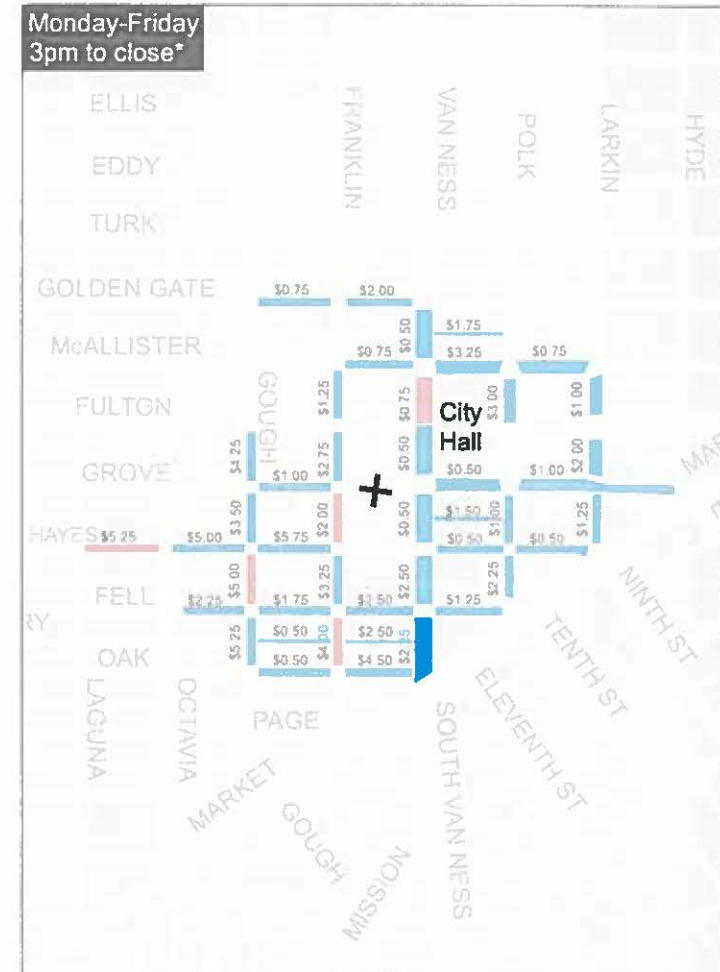 Monday-Friday
3pm to close*
ELLIS
FRANKLIN
VAN NESS
POLK
LARKIN
HYDE
EDDY
TURK
GOLDEN GATE
$0.75
$2.00
McALLISTER
$0.75
$0.50
$1.75
$3.25
$0.75
FULTON
GOUGH
$1.25
$0.75
City
Hall
$3.00
$1.00
GROVE
$4.25
$1.00
$2.75
$0.50
$0.50
$1.00
$2.00
HAYES
$5.25
$5.00
$3.50
$5.75
$2.00
$0.50
$1.50
$0.50
$1.00
$0.50
$1.25
FELL
$2.25
$5.00
$1.75
$3.25
$2.50
$2.50
$1.25
$2.25
NINTH ST
RY
OAK
$5.25
$0.50
$0.50
$4.00
$2.50
$4.50
TENTH ST
ELEVENTH ST
LAGUNA
OCTAVIA
PAGE
SOUTH VAN NESS
MARKET
GOUGH
MISSION